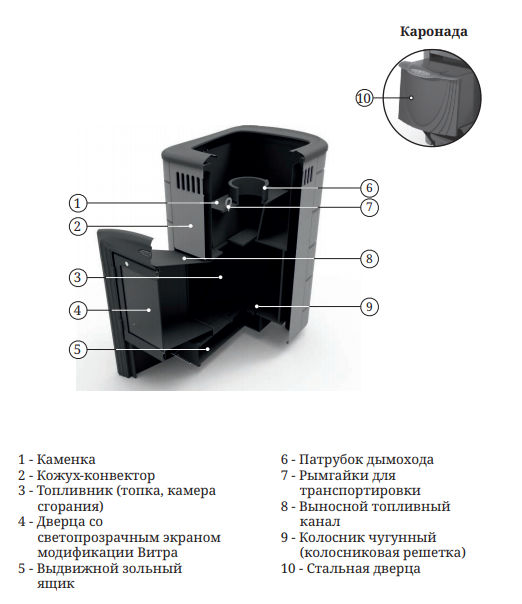 Каронада
10
1
2
3
4
5
6
7
8
9
1 - Каменка
2 - Кожух-конвектор
3 - Топливник (топка, камера
сгорания)
4 - Дверца со
светопрозрачным экраном
модификации Витра
5 - Выдвижной зольный
ящик
6 - Патрубок дымохода
7 - Рымгайки для
транспортировки
8 - Выносной топливный
канал
9 - Колосник чугунный
(колосниковая решетка)
10 - Стальная дверца